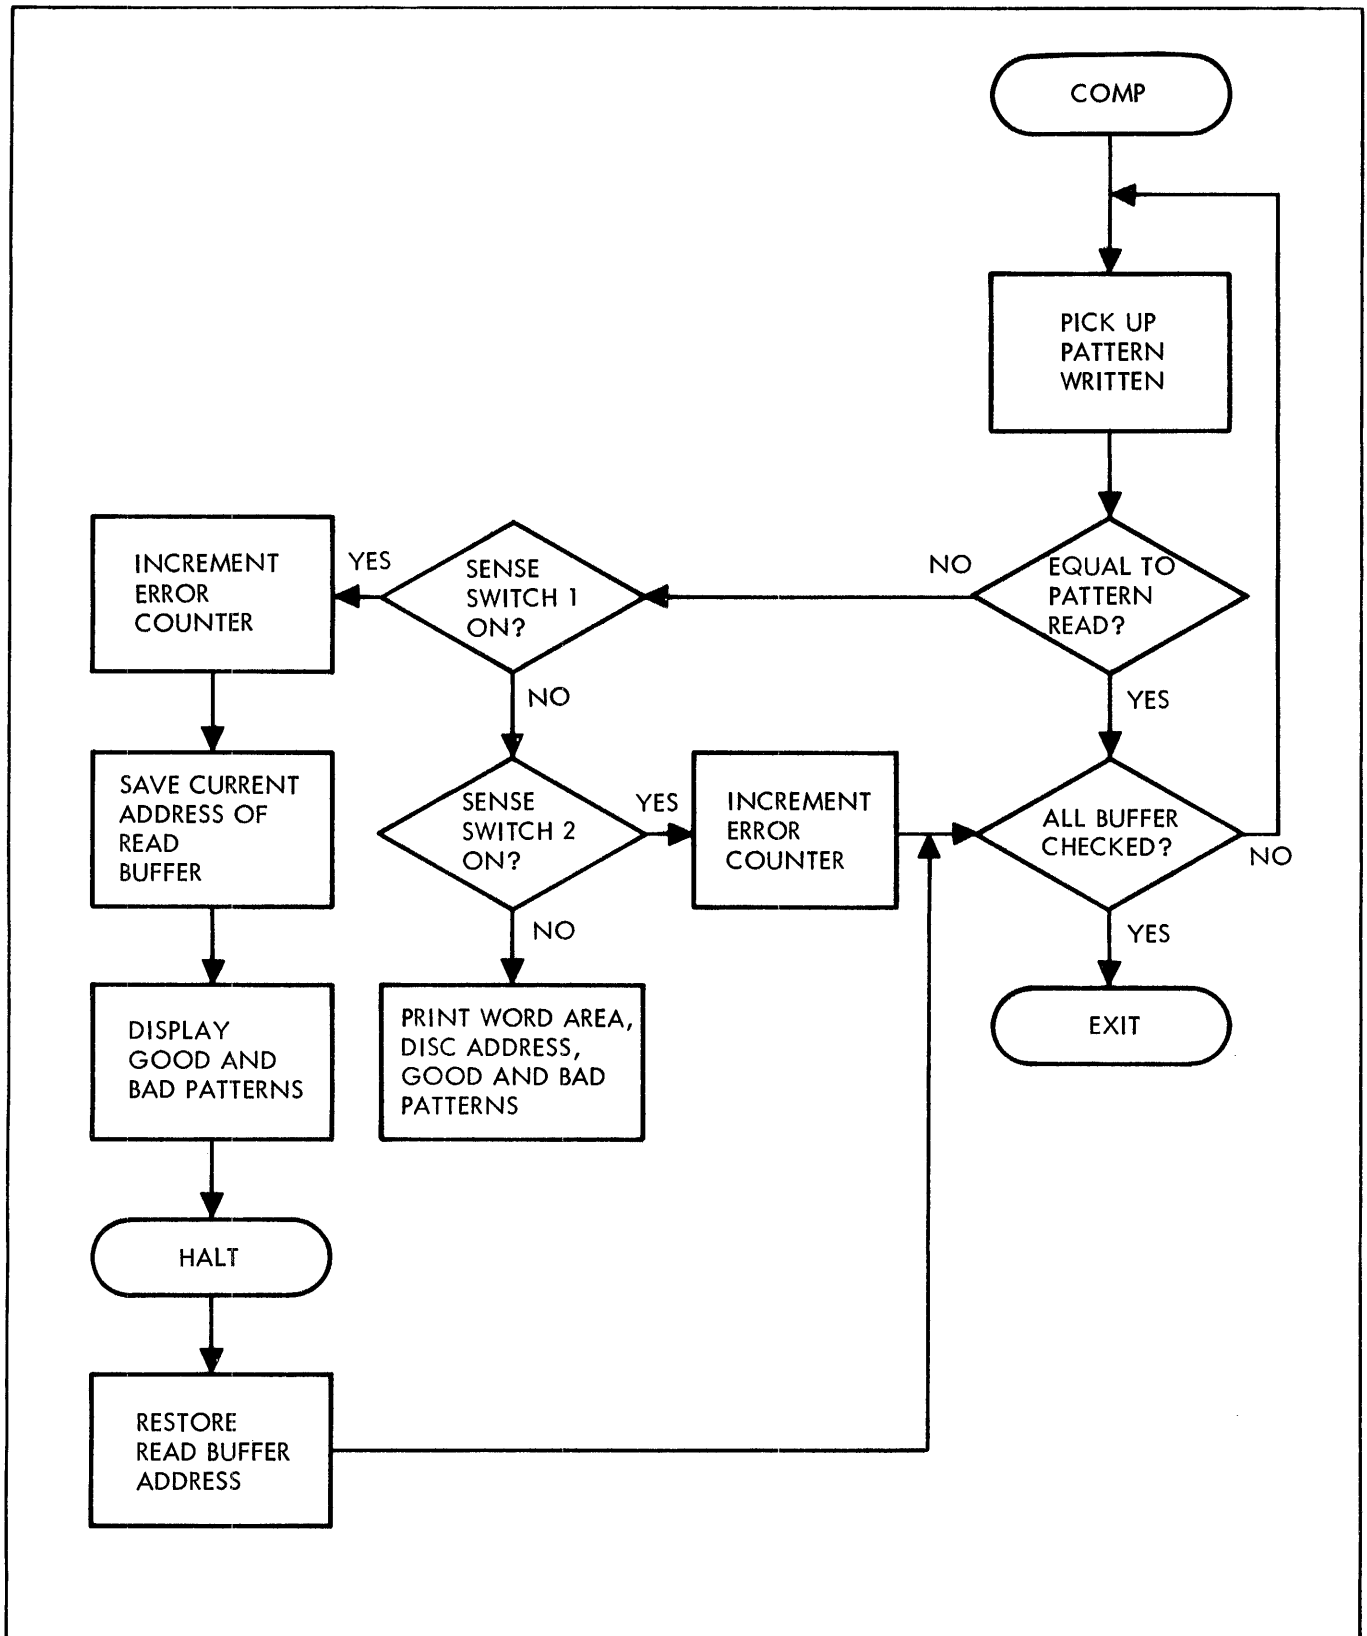 COMP
PICK UP
PATTERN
WRITTEN
EQUAL TO
PATTERN
READ?
NO
YES
SENSE
SWITCH 1
ON?
YES
NO
INCREMENT
ERROR
COUNTER
SAVE CURRENT
ADDRESS OF
READ
BUFFER
SENSE
SWITCH 2
ON?
YES
NO
INCREMENT
ERROR
COUNTER
ALL BUFFER
CHECKED?
NO
YES
DISPLAY
GOOD AND
BAD PATTERNS
PRINT WORD AREA,
DISC ADDRESS,
GOOD AND BAD
PATTERNS
EXIT
HALT
RESTORE
READ BUFFER
ADDRESS